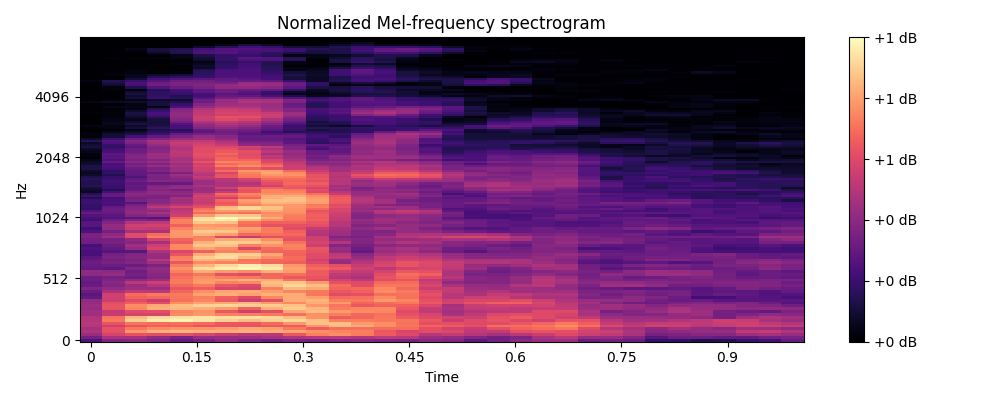 Normalized Mel-frequency spectrogram
Hz
4096
2048
1024
512
0
0 0.15 0.3 0.45 0.6 0.75 0.9
Time
+1 dB
+1 dB
+1 dB
+0 dB
+0 dB
+0 dB